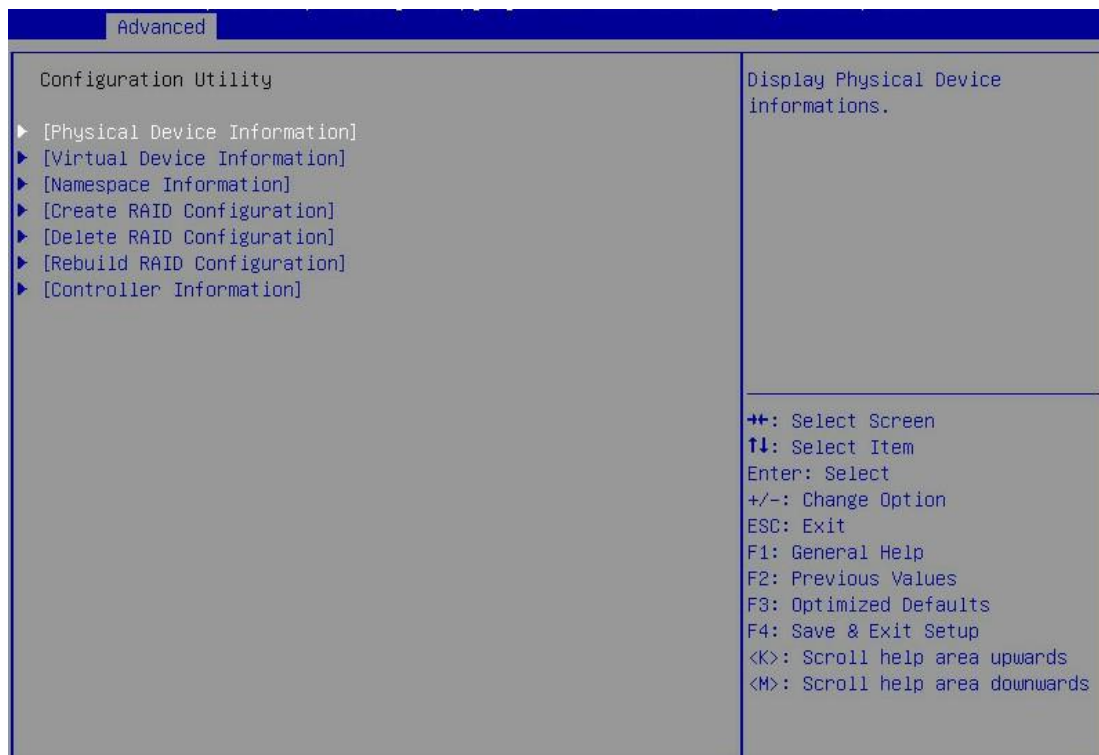 Advanced
Configuration Utility
[Physical Device Information]
[Virtual Device Information]
[Namespace Information]
[Create RAID Configuration]
[Delete RAID Configuration]
[Rebuild RAID Configuration]
[Controller Information]
Display Physical Device
informations.
→←: Select Screen
↑↓: Select Item
Enter: Select
+/-: Change Option
ESC: Exit
F1: General Help
F2: Previous Values
F3: Optimized Defaults
F4: Save & Exit Setup
<K>: Scroll help area upwards
<M>: Scroll help area downwards